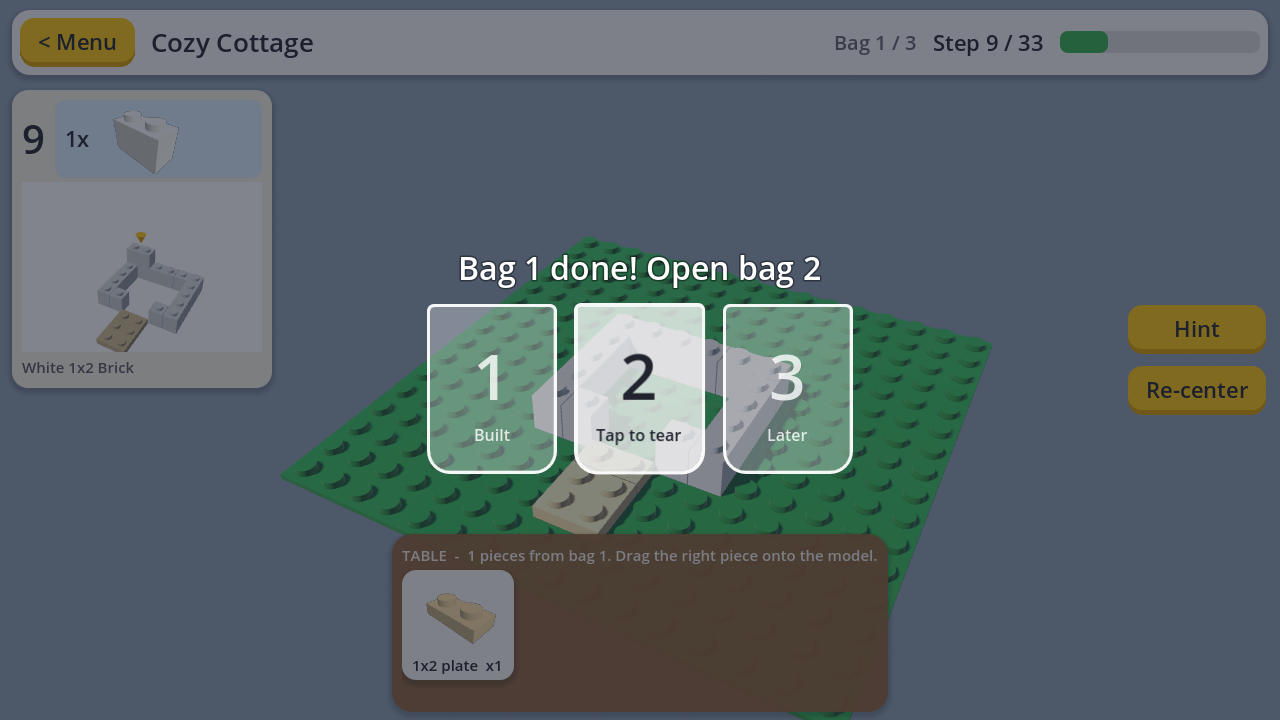 < Menu
Cozy Cottage
Bag 1 / 3
Step 9 / 33
9
1x
White 1x2 Brick
Bag 1 done! Open bag 2
1
Built
2
Tap to tear
3
Later
Hint
Re-center
TABLE - 1 pieces from bag 1. Drag the right piece onto the model.
1x2 plate x1